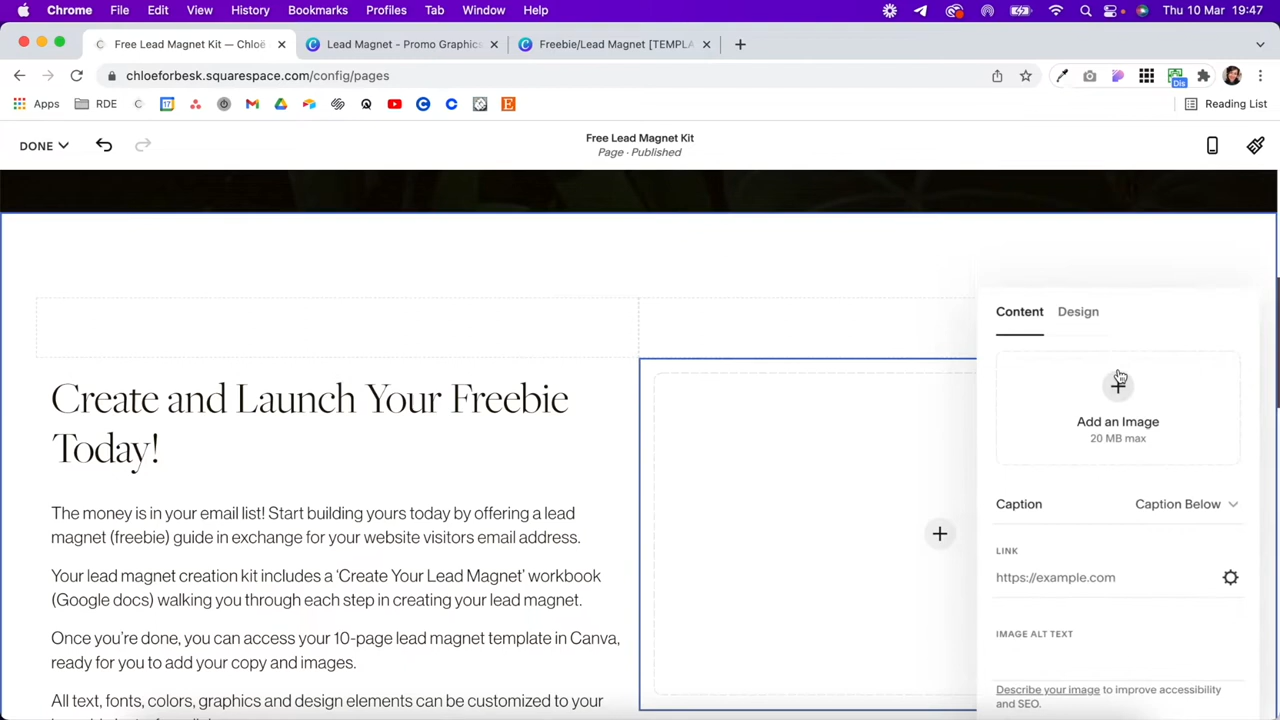 Chrome File Edit View History Bookmarks Profiles Tab Window Help Thu 10 Mar 19:47
Free Lead Magnet Kit — Chloë
Lead Magnet - Promo Graphics
Freebie/Lead Magnet [TEMPLA
chloeforbesk.squarespace.com/config/pages
Apps RDE 17 Dis Reading List
DONE
Free Lead Magnet Kit
Page · Published
Create and Launch Your Freebie
Today!
The money is in your email list! Start building yours today by offering a lead
magnet (freebie) guide in exchange for your website visitors email address.
Your lead magnet creation kit includes a ‘Create Your Lead Magnet’ workbook
(Google docs) walking you through each step in creating your lead magnet.
Once you’re done, you can access your 10-page lead magnet template in Canva,
ready for you to add your copy and images.
All text, fonts, colors, graphics and design elements can be customized to your
Content Design
Add an Image
20 MB max
Caption Caption Below
LINK
https://example.com
IMAGE ALT TEXT
Describe your image to improve accessibility
and SEO.